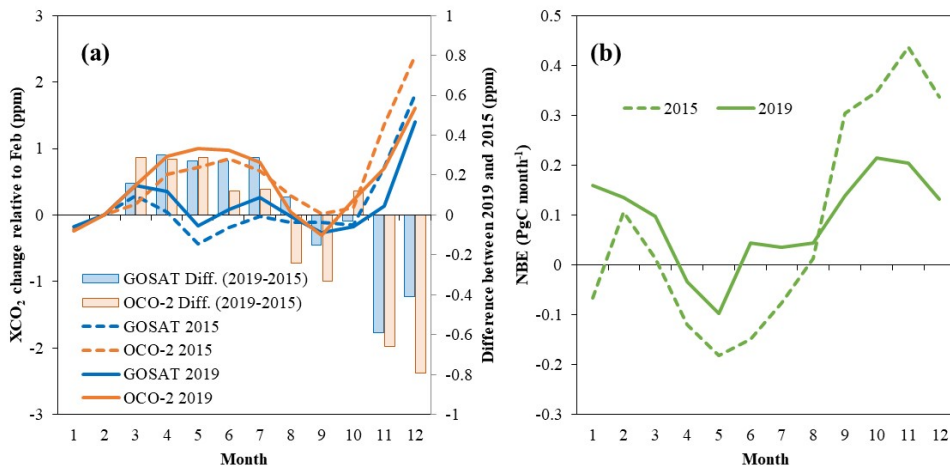 (a)
XCO₂ change relative to Feb (ppm)
3
2
1
0
-1
-2
-3
GOSAT Diff. (2019-2015)
OCO-2 Diff. (2019-2015)
GOSAT 2015
OCO-2 2015
GOSAT 2019
OCO-2 2019
1 2 3 4 5 6 7 8 9 10 11 12
Month
1
0.8
0.6
0.4
0.2
0
-0.2
-0.4
-0.6
-0.8
-1
Difference between 2019 and 2015 (ppm)
(b)
NBE (PgC month⁻¹)
0.5
0.4
0.3
0.2
0.1
0
-0.1
-0.2
-0.3
2015 2019
1 2 3 4 5 6 7 8 9 10 11 12
Month